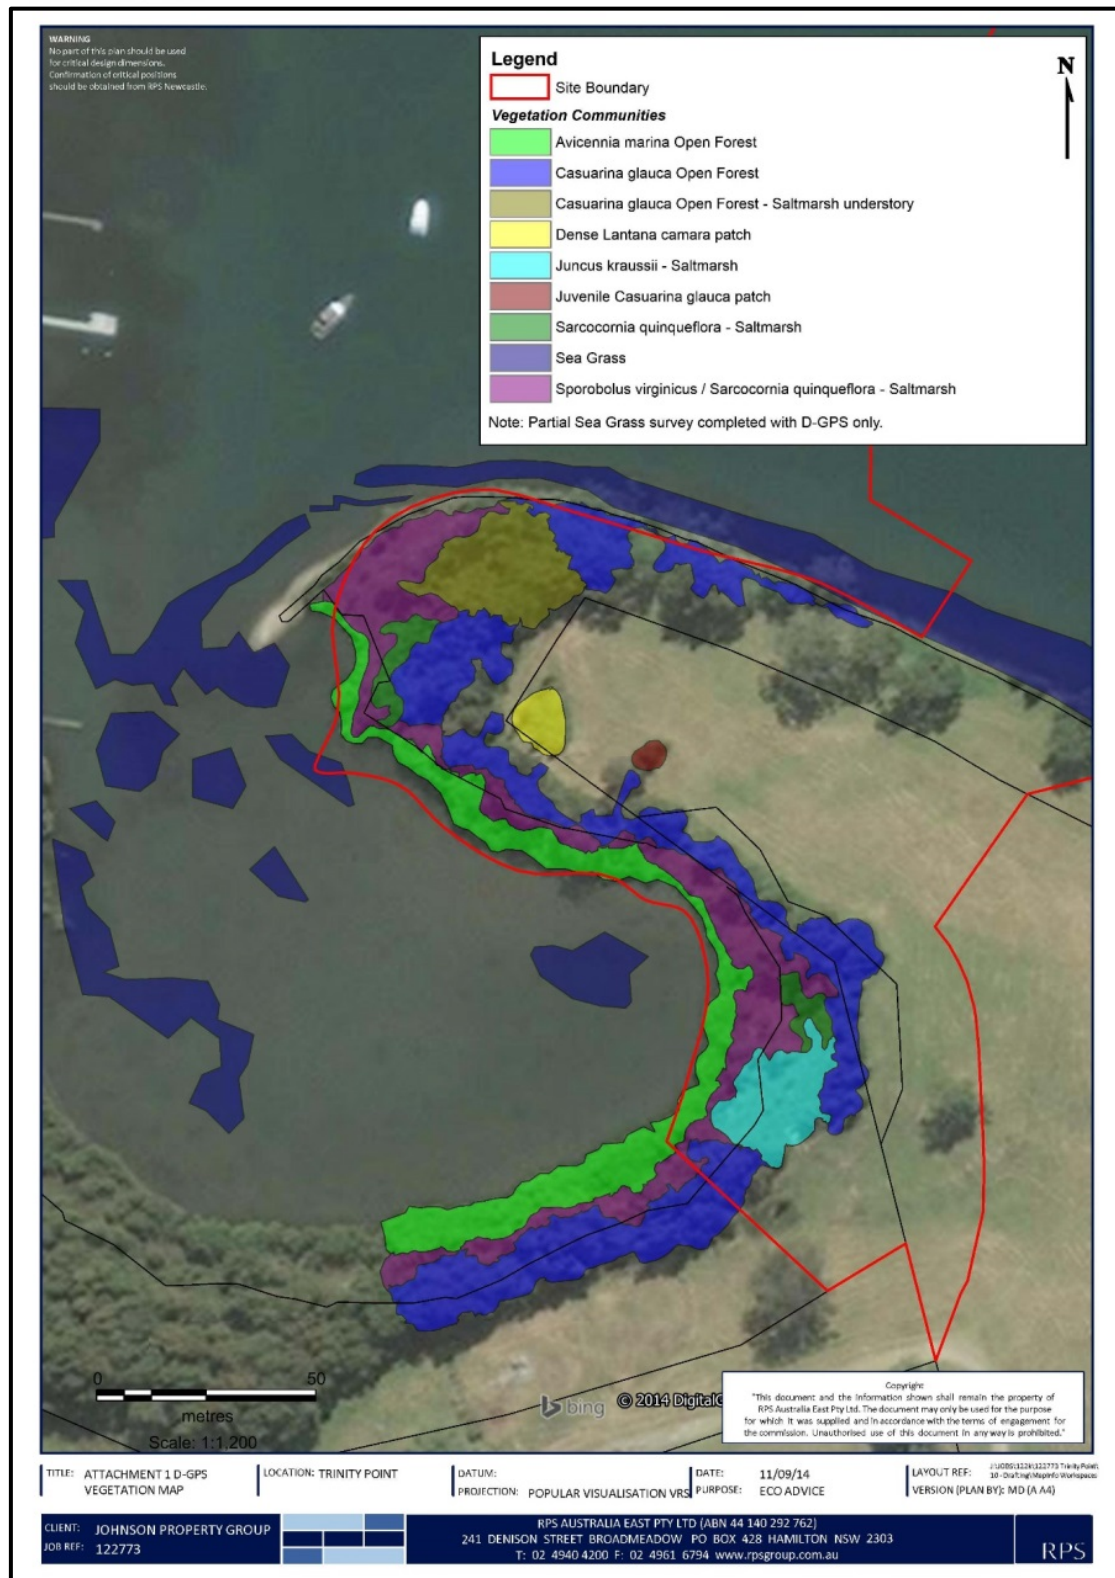 WARNING
No part of this plan should be used
for critical design dimensions.
Confirmation of critical positions
should be obtained from RPS Newcastle.
Legend
Site Boundary
Vegetation Communities
Avicennia marina Open Forest
Casuarina glauca Open Forest
Casuarina glauca Open Forest - Saltmarsh understory
Dense Lantana camara patch
Juncus kraussii - Saltmarsh
Juvenile Casuarina glauca patch
Sarcocornia quinqueflora - Saltmarsh
Sea Grass
Sporobolus virginicus / Sarcocornia quinqueflora - Saltmarsh
Note: Partial Sea Grass survey completed with D-GPS only.
N
0 50
metres
Scale: 1:1,200
bing
© 2014 DigitalG
Copyright
"This document and the information shown shall remain the property of
RPS Australia East Pty Ltd. The document may only be used for the purpose
for which it was supplied and in accordance with the terms of engagement for
the commission. Unauthorised use of this document in any way is prohibited."
TITLE: ATTACHMENT 1 D-GPS
VEGETATION MAP
LOCATION: TRINITY POINT
DATUM:
PROJECTION: POPULAR VISUALISATION VRS
DATE: 11/09/14
PURPOSE: ECO ADVICE
LAYOUT REF: J:\JOBS\122K\122773 Trinity Point\
10 - Drafting\MapInfo Workspaces
VERSION (PLAN BY): MD (A A4)
CLIENT: JOHNSON PROPERTY GROUP
JOB REF: 122773
RPS AUSTRALIA EAST PTY LTD (ABN 44 140 292 762)
241 DENISON STREET BROADMEADOW PO BOX 428 HAMILTON NSW 2303
T: 02 4940 4200 F: 02 4961 6794 www.rpsgroup.com.au
RPS